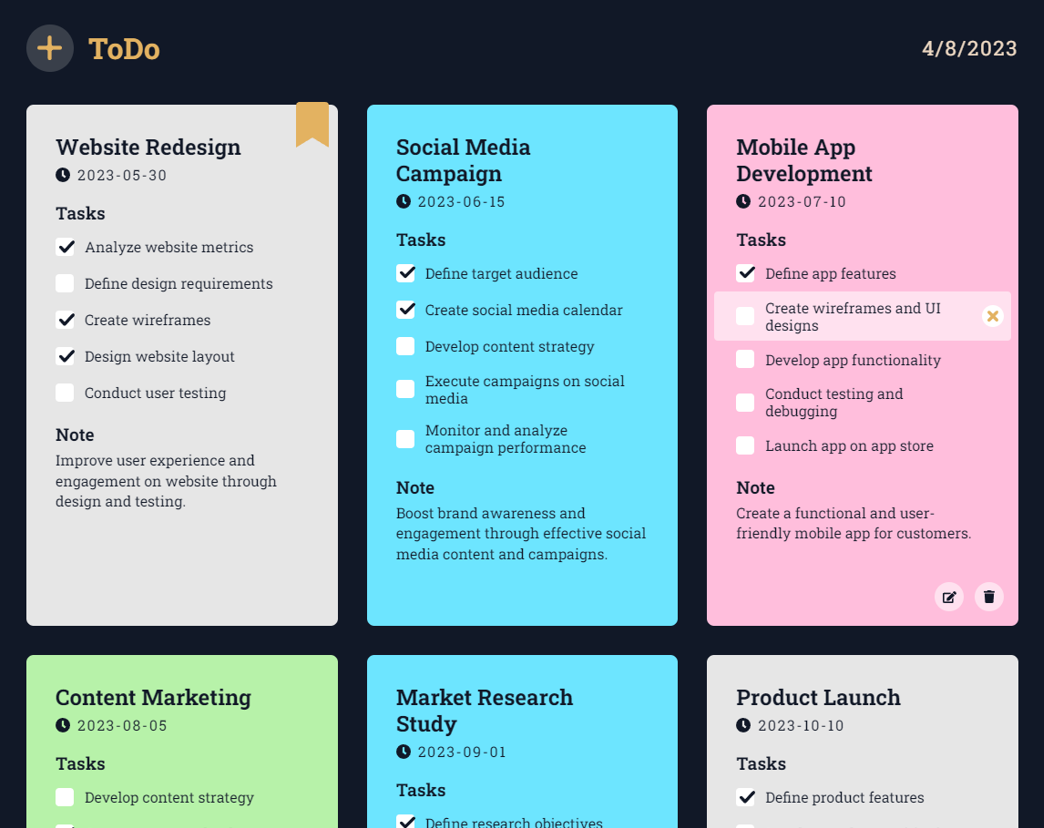 ToDo
4/8/2023
Website Redesign
2023-05-30
Tasks
Analyze website metrics
Define design requirements
Create wireframes
Design website layout
Conduct user testing
Note
Improve user experience and
engagement on website through
design and testing.
Social Media
Campaign
2023-06-15
Tasks
Define target audience
Create social media calendar
Develop content strategy
Execute campaigns on social
media
Monitor and analyze
campaign performance
Note
Boost brand awareness and
engagement through effective social
media content and campaigns.
Mobile App
Development
2023-07-10
Tasks
Define app features
Create wireframes and UI
designs
Develop app functionality
Conduct testing and
debugging
Launch app on app store
Note
Create a functional and user-
friendly mobile app for customers.
Content Marketing
2023-08-05
Tasks
Develop content strategy
Market Research
Study
2023-09-01
Tasks
Define research objectives
Product Launch
2023-10-10
Tasks
Define product features